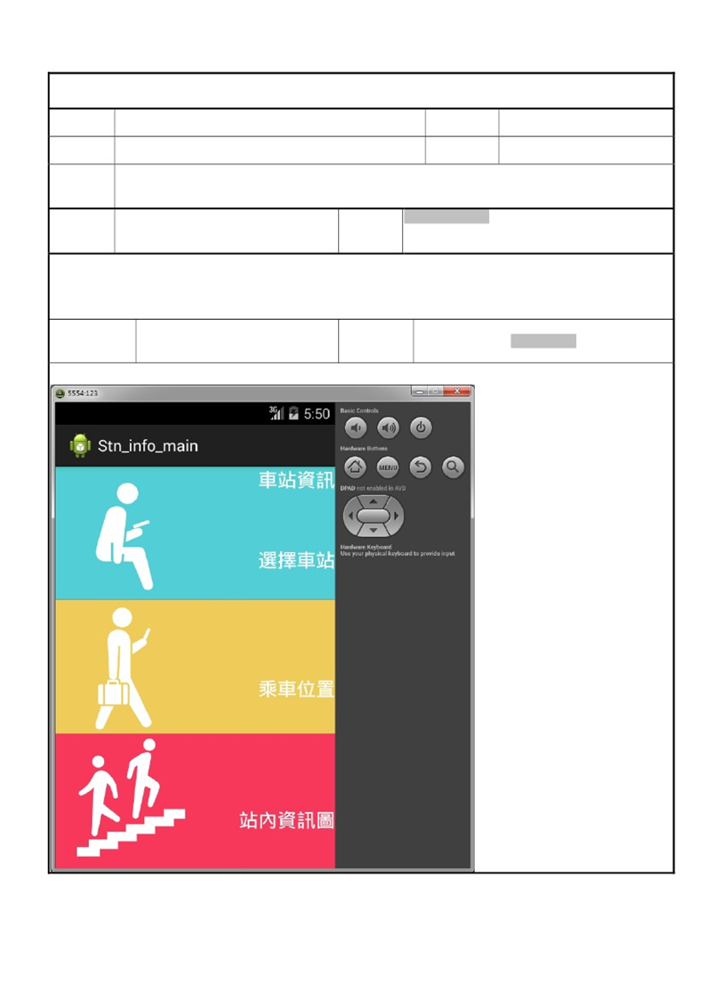 5554:123
3G 5:50
Stn_info_main
車站資訊
選擇車站
乘車位置
站內資訊圖
Basic Controls
Hardware Buttons
MENU
DPAD not enabled in AVD
Hardware Keyboard
Use your physical keyboard to provide input